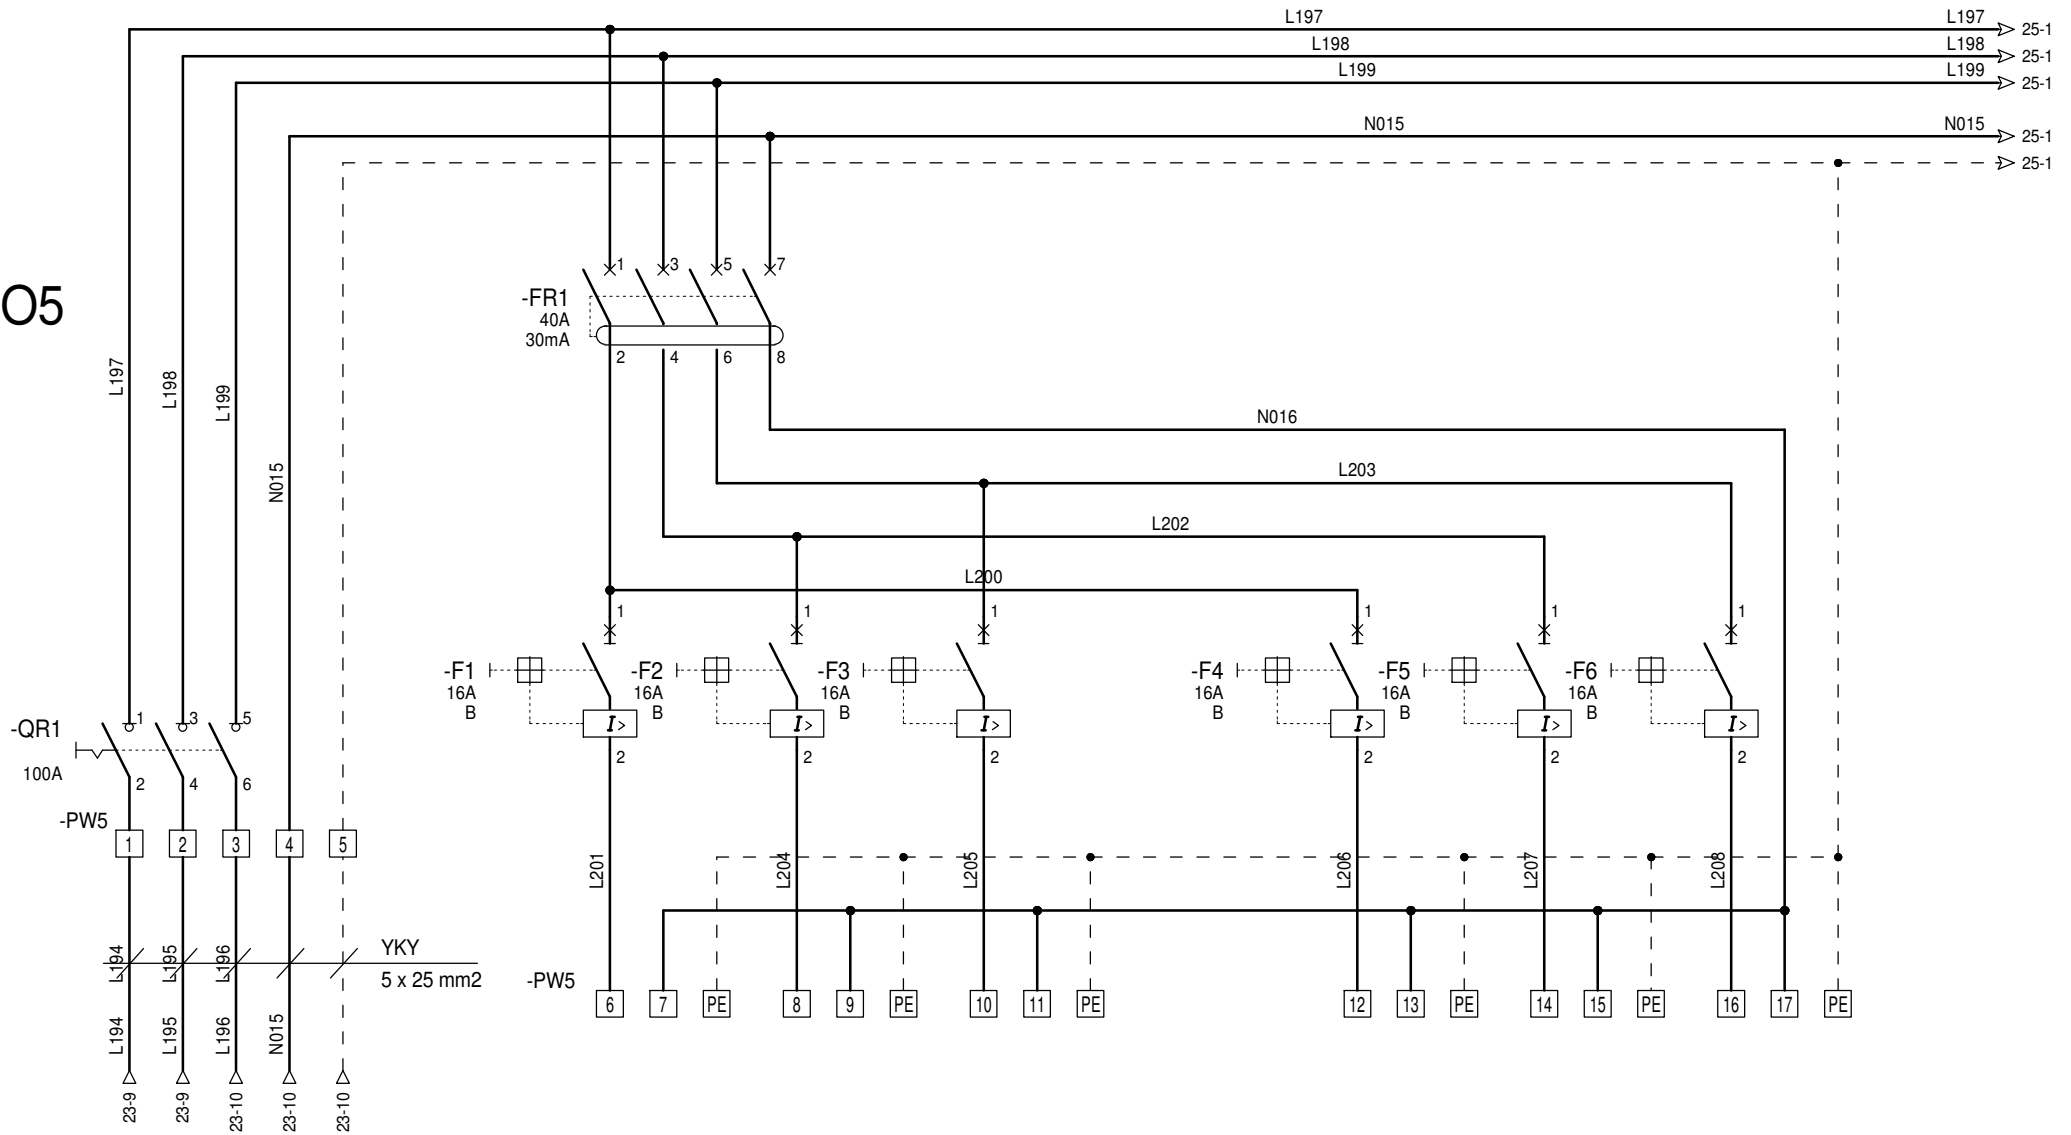 L197 L197 25-1
L198 L198 25-1
L199 L199 25-1
N015 N015 25-1
25-1
O5
1 3 5 7
-FR1
40A
30mA
2 4 6 8
L197 L198 L199 N015
N016
L203
L202
L200
1 1 1 1 1 1
-F1 -F2 -F3 -F4 -F5 -F6
16A 16A 16A 16A 16A 16A
B B B B B B
I> I> I> I> I> I>
2 2 2 2 2 2
1 3 5
-QR1
100A
2 4 6
-PW5
1 2 3 4 5
L201 L204 L205 L206 L207 L208
L194 L195 L196
YKY
5 x 25 mm2
-PW5
6 7 PE 8 9 PE 10 11 PE 12 13 PE 14 15 PE 16 17 PE
L194 L195 L196 N015
23-9 23-9 23-10 23-10 23-10